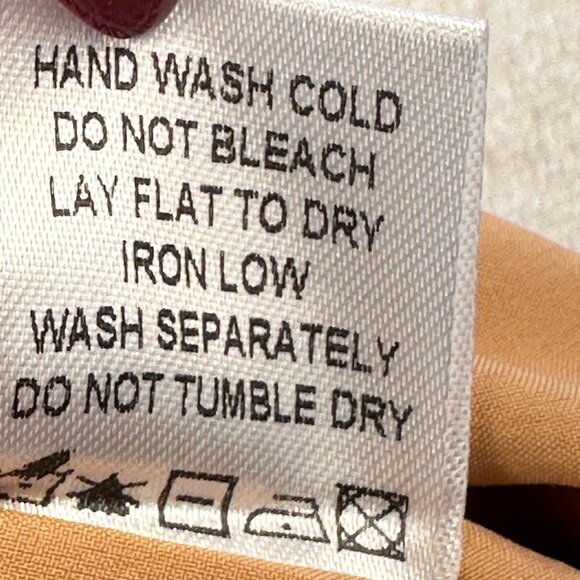 HAND WASH COLD
DO NOT BLEACH
LAY FLAT TO DRY
IRON LOW
WASH SEPARATELY
DO NOT TUMBLE DRY